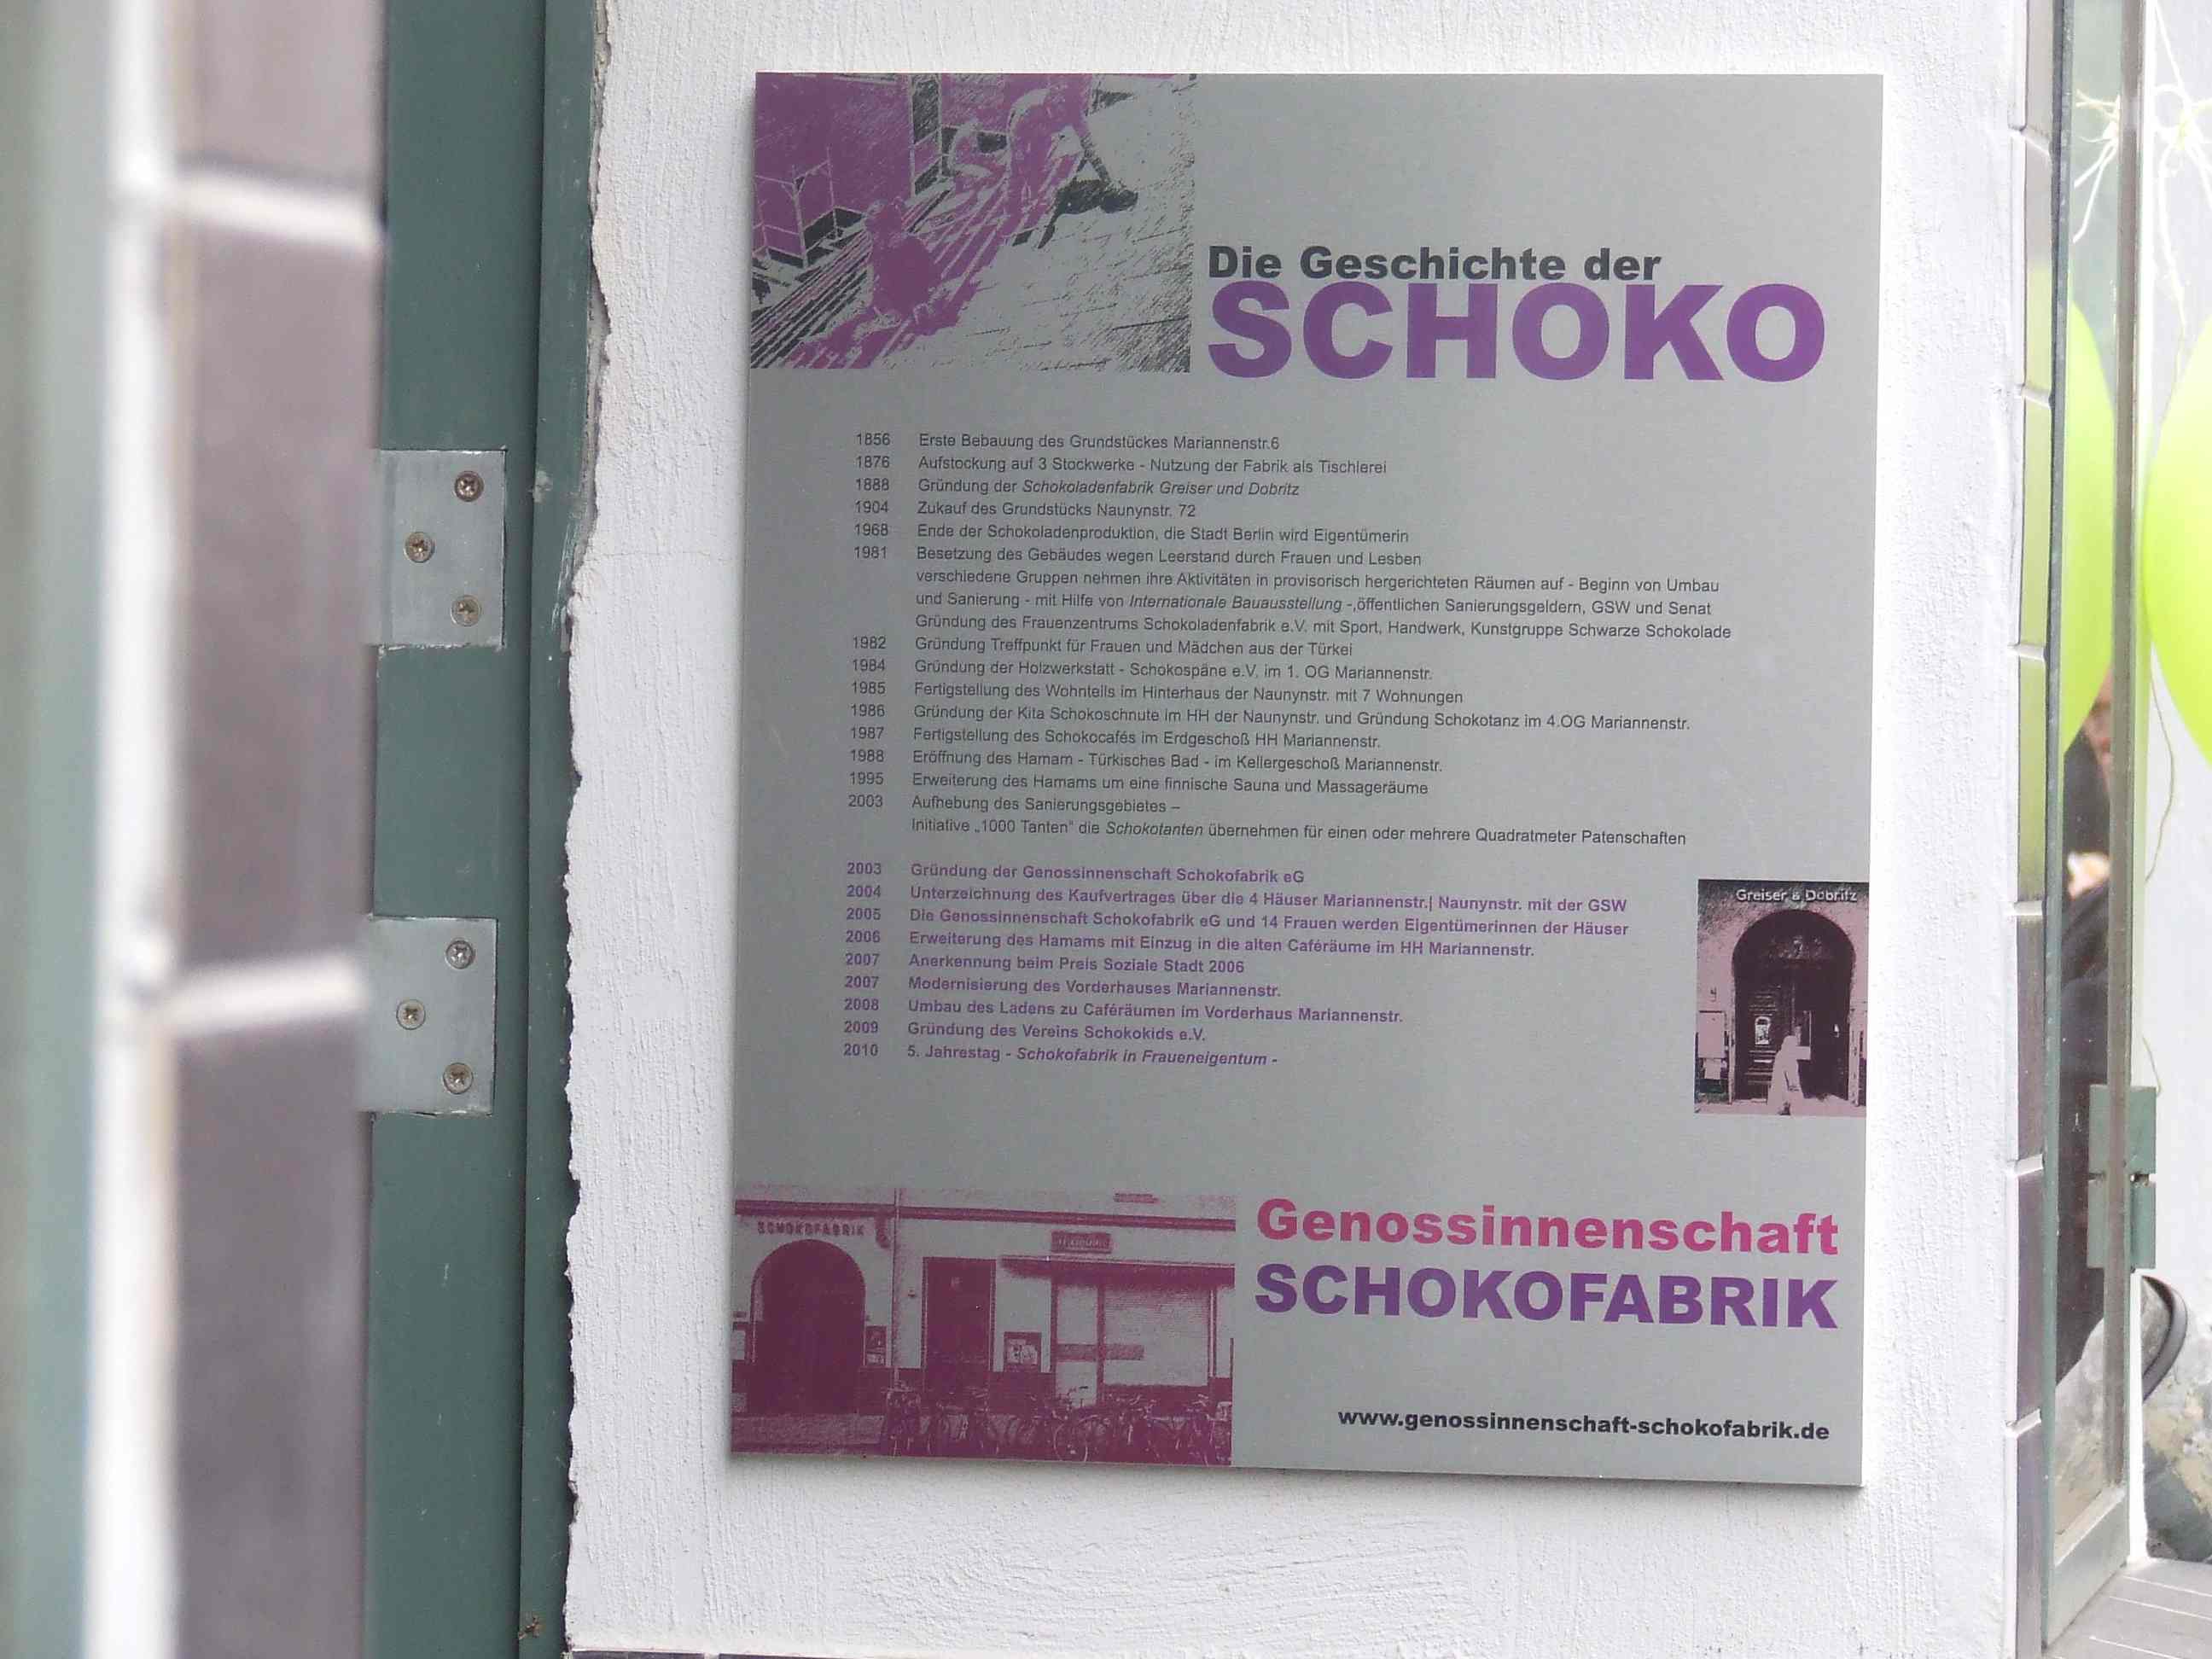 Die Geschichte der
SCHOKO
1856 Erste Bebauung des Grundstückes Mariannenstr.6
1876 Aufstockung auf 3 Stockwerke - Nutzung der Fabrik als Tischlerei
1888 Gründung der Schokoladenfabrik Greiser und Dobritz
1904 Zukauf des Grundstücks Naunynstr. 72
1968 Ende der Schokoladenproduktion, die Stadt Berlin wird Eigentümerin
1981 Besetzung des Gebäudes wegen Leerstand durch Frauen und Lesben
verschiedene Gruppen nehmen ihre Aktivitäten in provisorisch hergerichteten Räumen auf - Beginn von Umbau
und Sanierung - mit Hilfe von Internationale Bauausstellung -,öffentlichen Sanierungsgeldern, GSW und Senat
Gründung des Frauenzentrums Schokoladenfabrik e.V. mit Sport, Handwerk, Kunstgruppe Schwarze Schokolade
1982 Gründung Treffpunkt für Frauen und Mädchen aus der Türkei
1984 Gründung der Holzwerkstatt - Schokospäne e.V. im 1. OG Mariannenstr.
1985 Fertigstellung des Wohnteils im Hinterhaus der Naunynstr. mit 7 Wohnungen
1986 Gründung der Kita Schokoschnute im HH der Naunynstr. und Gründung Schokotanz im 4.OG Mariannenstr.
1987 Fertigstellung des Schokocafés im Erdgeschoß HH Mariannenstr.
1988 Eröffnung des Hamam - Türkisches Bad - im Kellergeschoß Mariannenstr.
1995 Erweiterung des Hamams um eine finnische Sauna und Massageräume
2003 Aufhebung des Sanierungsgebietes –
Initiative „1000 Tanten“ die Schokotanten übernehmen für einen oder mehrere Quadratmeter Patenschaften
2003 Gründung der Genossinnenschaft Schokofabrik eG
2004 Unterzeichnung des Kaufvertrages über die 4 Häuser Mariannenstr.| Naunynstr. mit der GSW
2005 Die Genossinnenschaft Schokofabrik eG und 14 Frauen werden Eigentümerinnen der Häuser
2006 Erweiterung des Hamams mit Einzug in die alten Caféräume im HH Mariannenstr.
2007 Anerkennung beim Preis Soziale Stadt 2006
2007 Modernisierung des Vorderhauses Mariannenstr.
2008 Umbau des Ladens zu Caféräumen im Vorderhaus Mariannenstr.
2009 Gründung des Vereins Schokokids e.V.
2010 5. Jahrestag - Schokofabrik in Fraueneigentum -
Greiser & Dobritz
SCHOKOFABRIK
Genossinnenschaft
SCHOKOFABRIK
www.genossinnenschaft-schokofabrik.de